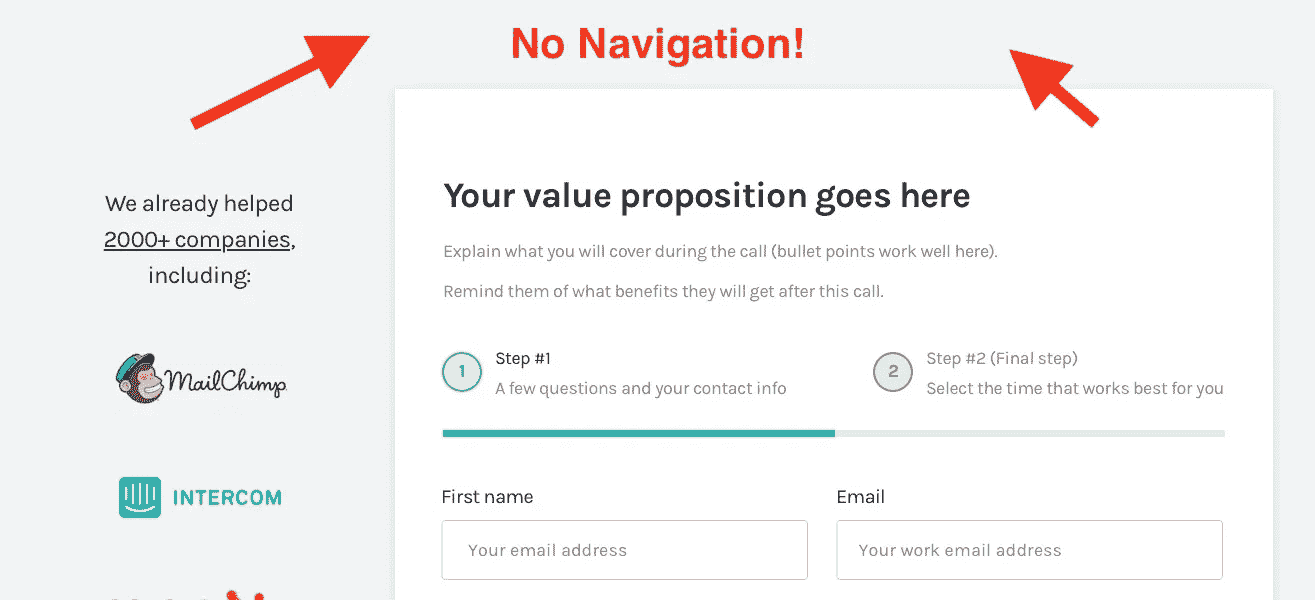 No Navigation!
We already helped
2000+ companies,
including:
MailChimp
INTERCOM
Your value proposition goes here
Explain what you will cover during the call (bullet points work well here).
Remind them of what benefits they will get after this call.
1
Step #1
A few questions and your contact info
2
Step #2 (Final step)
Select the time that works best for you
First name
Your email address
Email
Your work email address